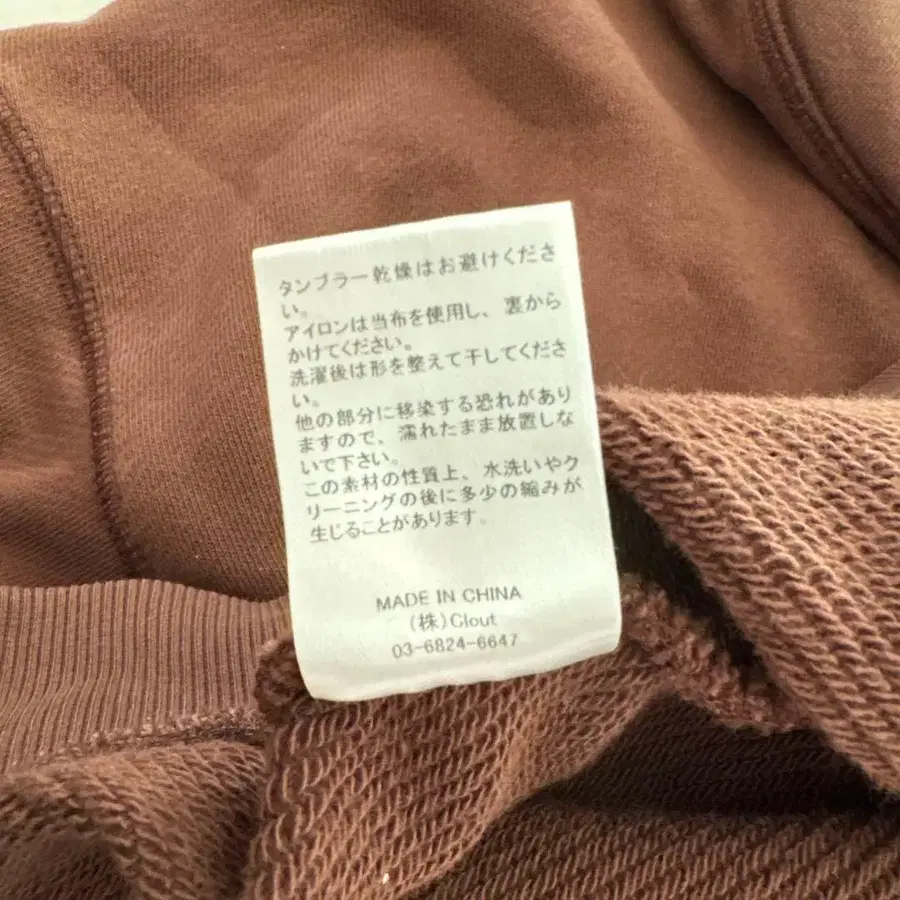 タンブラー乾燥はお避けくださ
い。
アイロンは当布を使用し、裏から
かけてください。
洗濯後は形を整えて干してくださ
い。
他の部分に移染する恐れがあり
ますので、濡れたまま放置しな
いで下さい。
この素材の性質上、水洗いやク
リーニングの後に多少の縮みが
生じることがあります。
MADE IN CHINA
(株)Clout
03-6824-6647